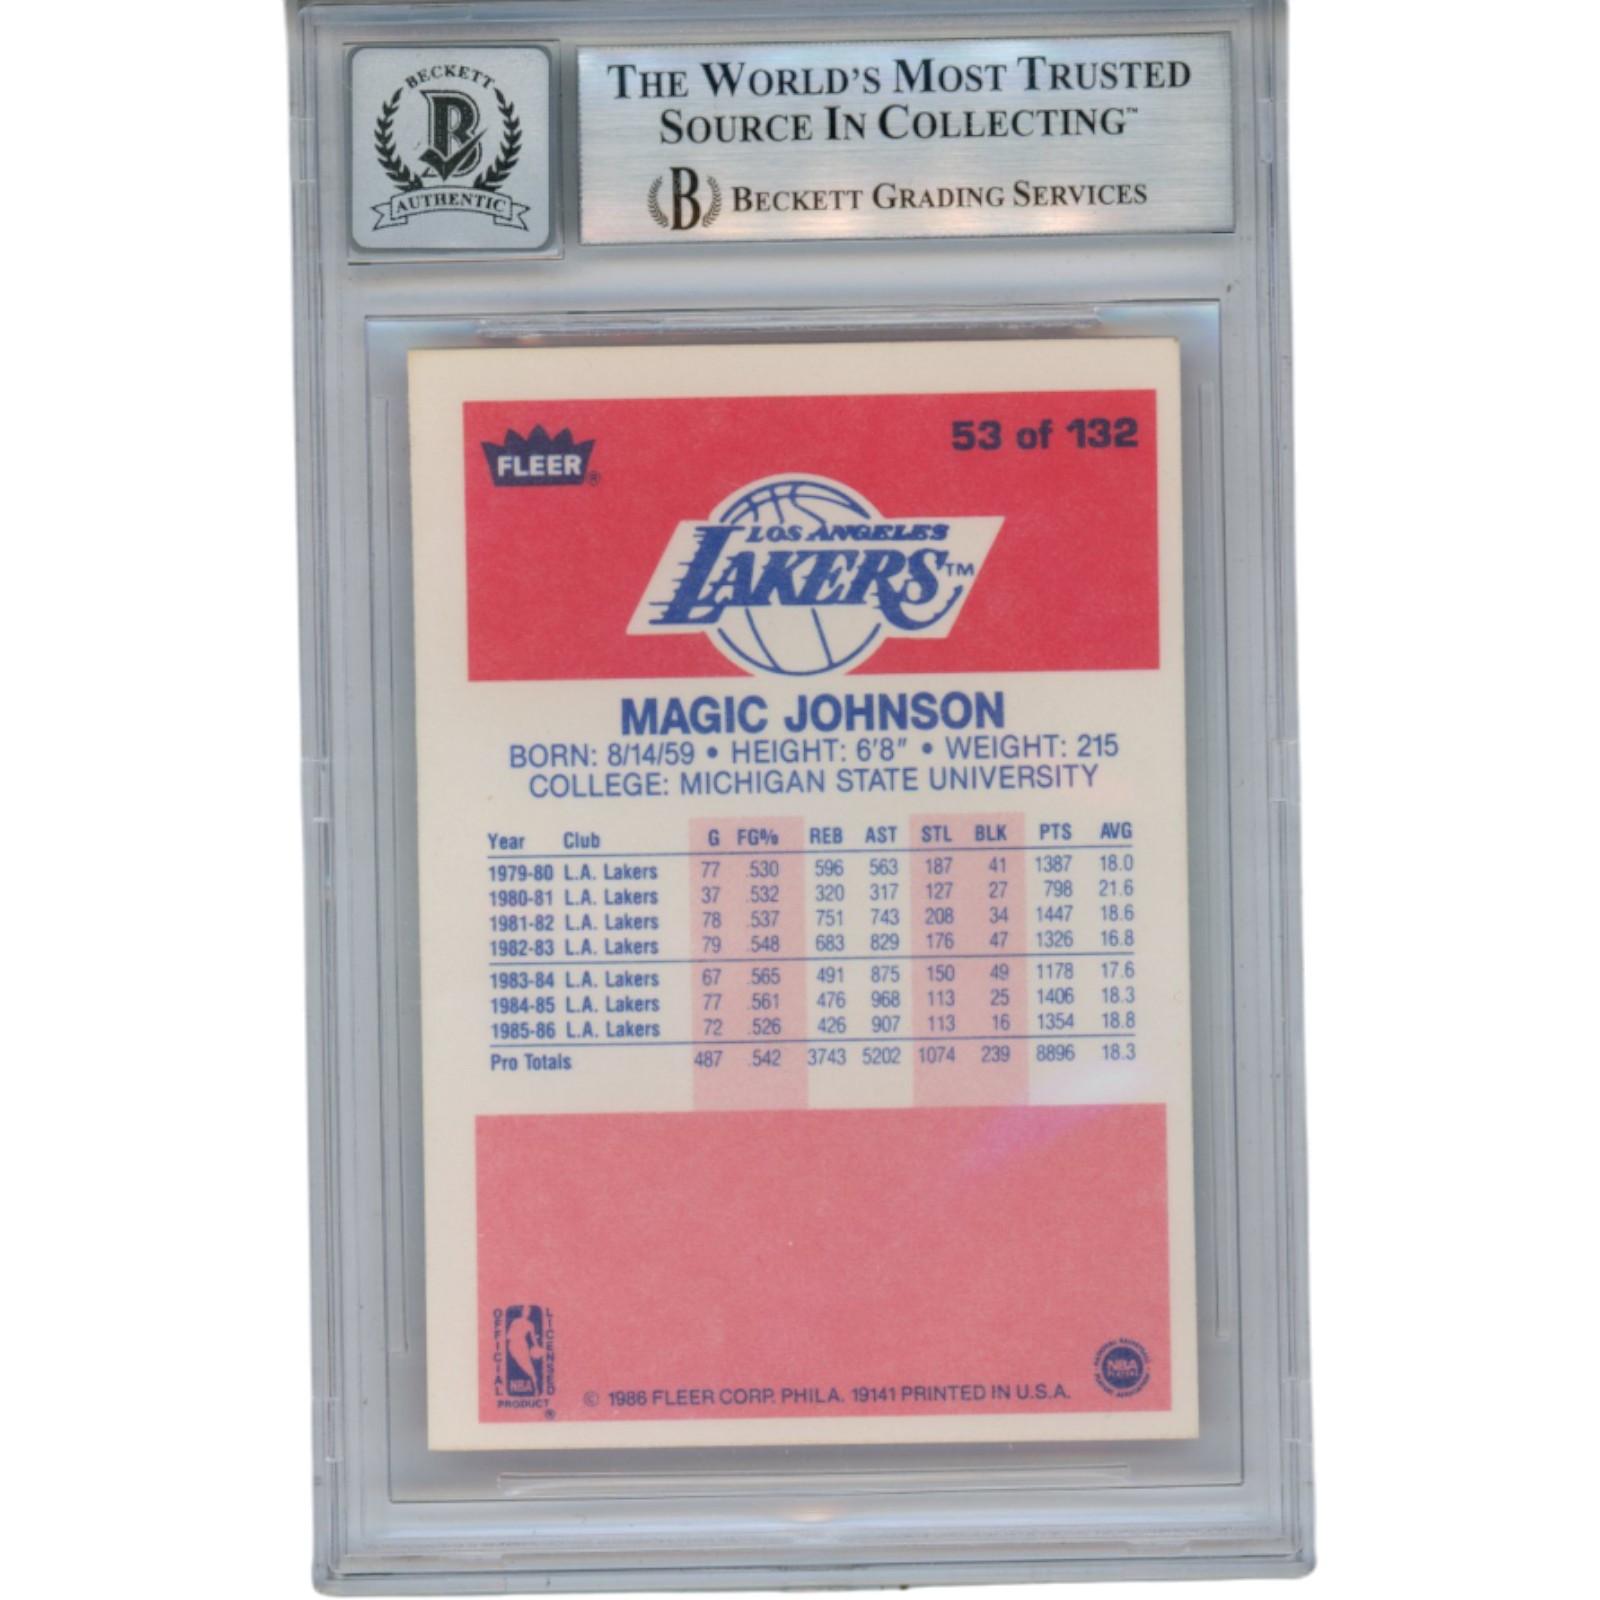 BECKETT
B
AUTHENTIC
THE WORLD'S MOST TRUSTED
SOURCE IN COLLECTING™
B BECKETT GRADING SERVICES
53 of 132
FLEER®
LOS ANGELES
LAKERS™
MAGIC JOHNSON
BORN: 8/14/59 • HEIGHT: 6'8" • WEIGHT: 215
COLLEGE: MICHIGAN STATE UNIVERSITY
Year Club G FG% REB AST STL BLK PTS AVG
1979-80 L.A. Lakers 77 .530 596 563 187 41 1387 18.0
1980-81 L.A. Lakers 37 .532 320 317 127 27 798 21.6
1981-82 L.A. Lakers 78 .537 751 743 208 34 1447 18.6
1982-83 L.A. Lakers 79 .548 683 829 176 47 1326 16.8
1983-84 L.A. Lakers 67 .565 491 875 150 49 1178 17.6
1984-85 L.A. Lakers 77 .561 476 968 113 25 1406 18.3
1985-86 L.A. Lakers 72 .526 426 907 113 16 1354 18.8
Pro Totals 487 .542 3743 5202 1074 239 8896 18.3
OFFICIAL LICENSED
NBA
PRODUCT ®
© 1986 FLEER CORP. PHILA. 19141 PRINTED IN U.S.A.
NATIONAL BASKETBALL
NBA
PLAYERS
ASSOCIATION